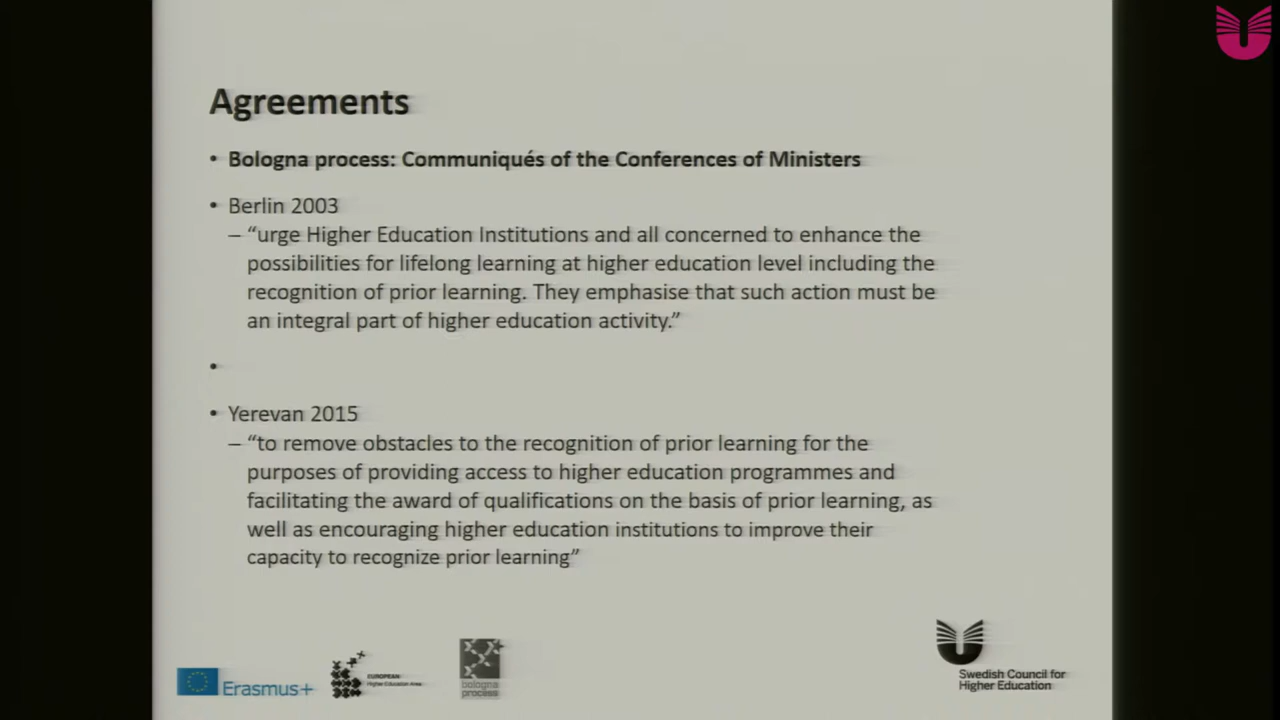 Agreements
• Bologna process: Communiqués of the Conferences of Ministers
• Berlin 2003
– “urge Higher Education Institutions and all concerned to enhance the
possibilities for lifelong learning at higher education level including the
recognition of prior learning. They emphasise that such action must be
an integral part of higher education activity.”
•
• Yerevan 2015
– “to remove obstacles to the recognition of prior learning for the
purposes of providing access to higher education programmes and
facilitating the award of qualifications on the basis of prior learning, as
well as encouraging higher education institutions to improve their
capacity to recognize prior learning”
Erasmus+
EUROPEAN
Higher Education Area
bologna
process
Swedish Council for
Higher Education